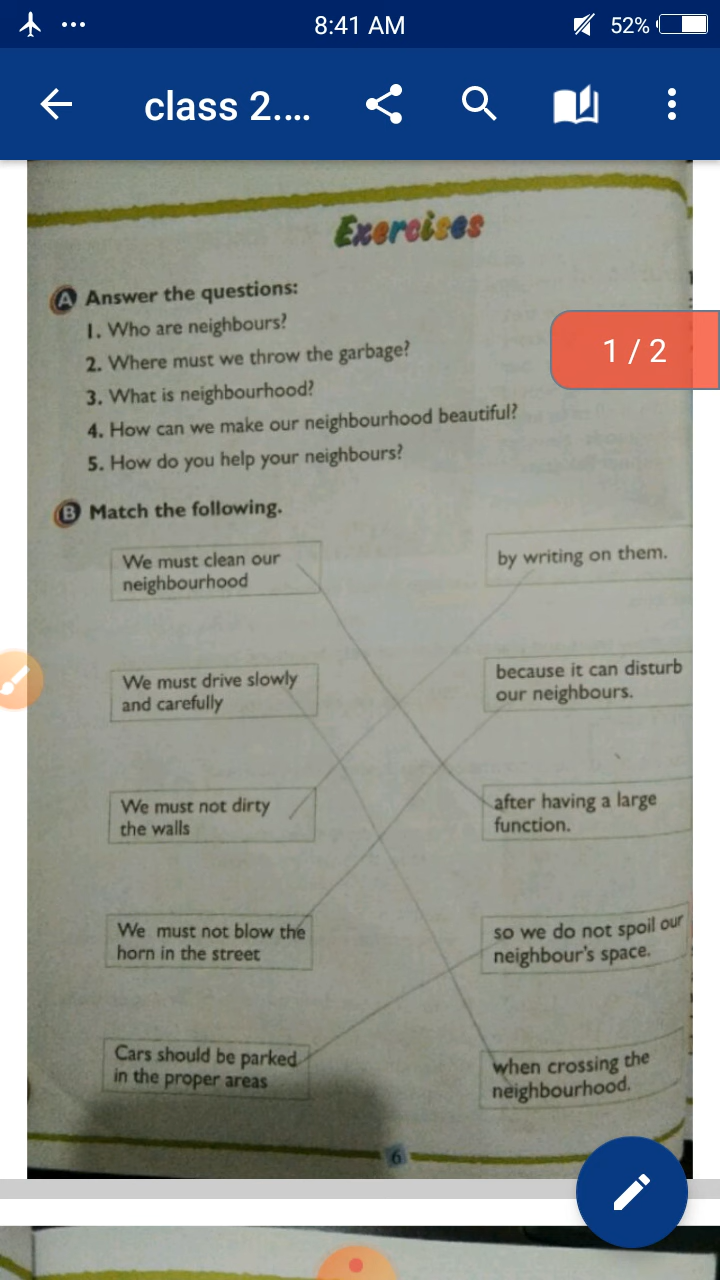 8:41 AM
52%
class 2....
Exercises
A Answer the questions:
1. Who are neighbours?
2. Where must we throw the garbage?
3. What is neighbourhood?
4. How can we make our neighbourhood beautiful?
5. How do you help your neighbours?
1 / 2
B Match the following.
We must clean our
neighbourhood
by writing on them.
We must drive slowly
and carefully
because it can disturb
our neighbours.
We must not dirty
the walls
after having a large
function.
We must not blow the
horn in the street
so we do not spoil our
neighbour's space.
Cars should be parked
in the proper areas
when crossing the
neighbourhood.
6